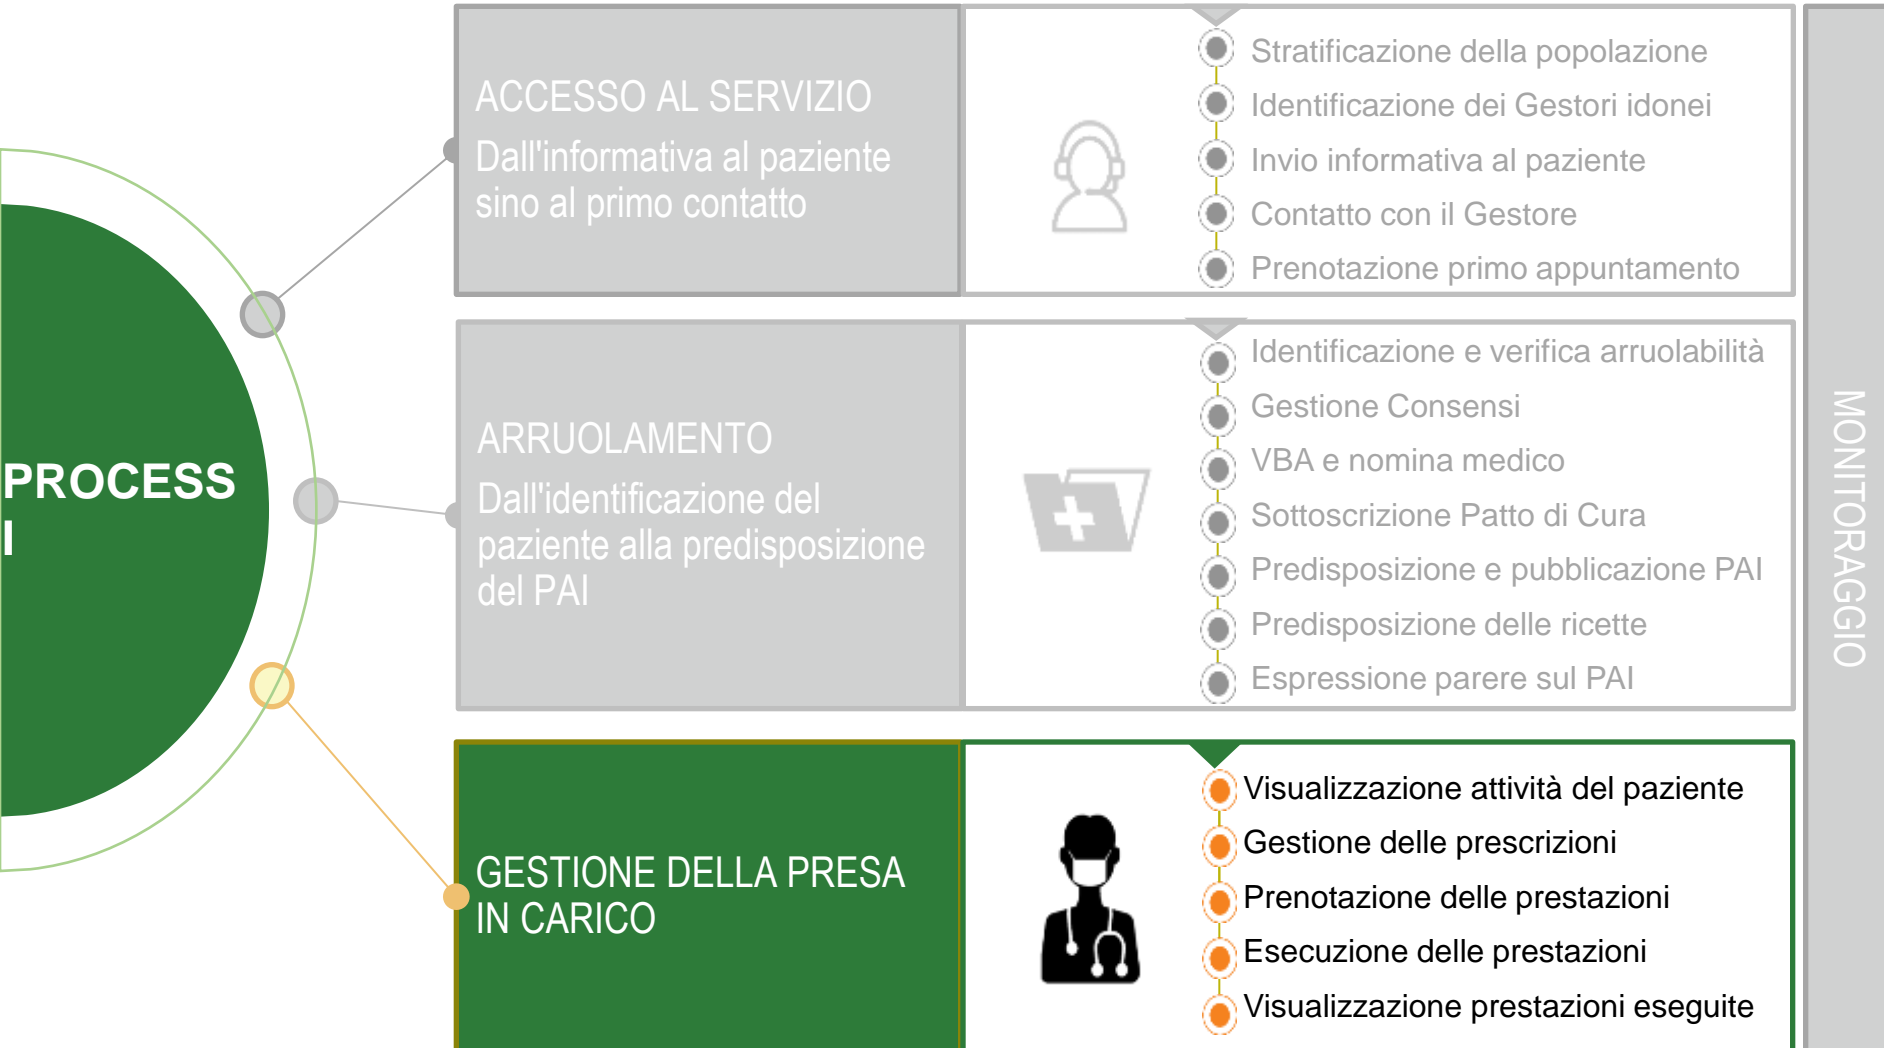 PROCESS
I
ACCESSO AL SERVIZIO
Dall'informativa al paziente
sino al primo contatto
Stratificazione della popolazione
Identificazione dei Gestori idonei
Invio informativa al paziente
Contatto con il Gestore
Prenotazione primo appuntamento
ARRUOLAMENTO
Dall'identificazione del
paziente alla predisposizione
del PAI
Identificazione e verifica arruolabilità
Gestione Consensi
VBA e nomina medico
Sottoscrizione Patto di Cura
Predisposizione e pubblicazione PAI
Predisposizione delle ricette
Espressione parere sul PAI
GESTIONE DELLA PRESA
IN CARICO
Visualizzazione attività del paziente
Gestione delle prescrizioni
Prenotazione delle prestazioni
Esecuzione delle prestazioni
Visualizzazione prestazioni eseguite
MONITORAGGIO